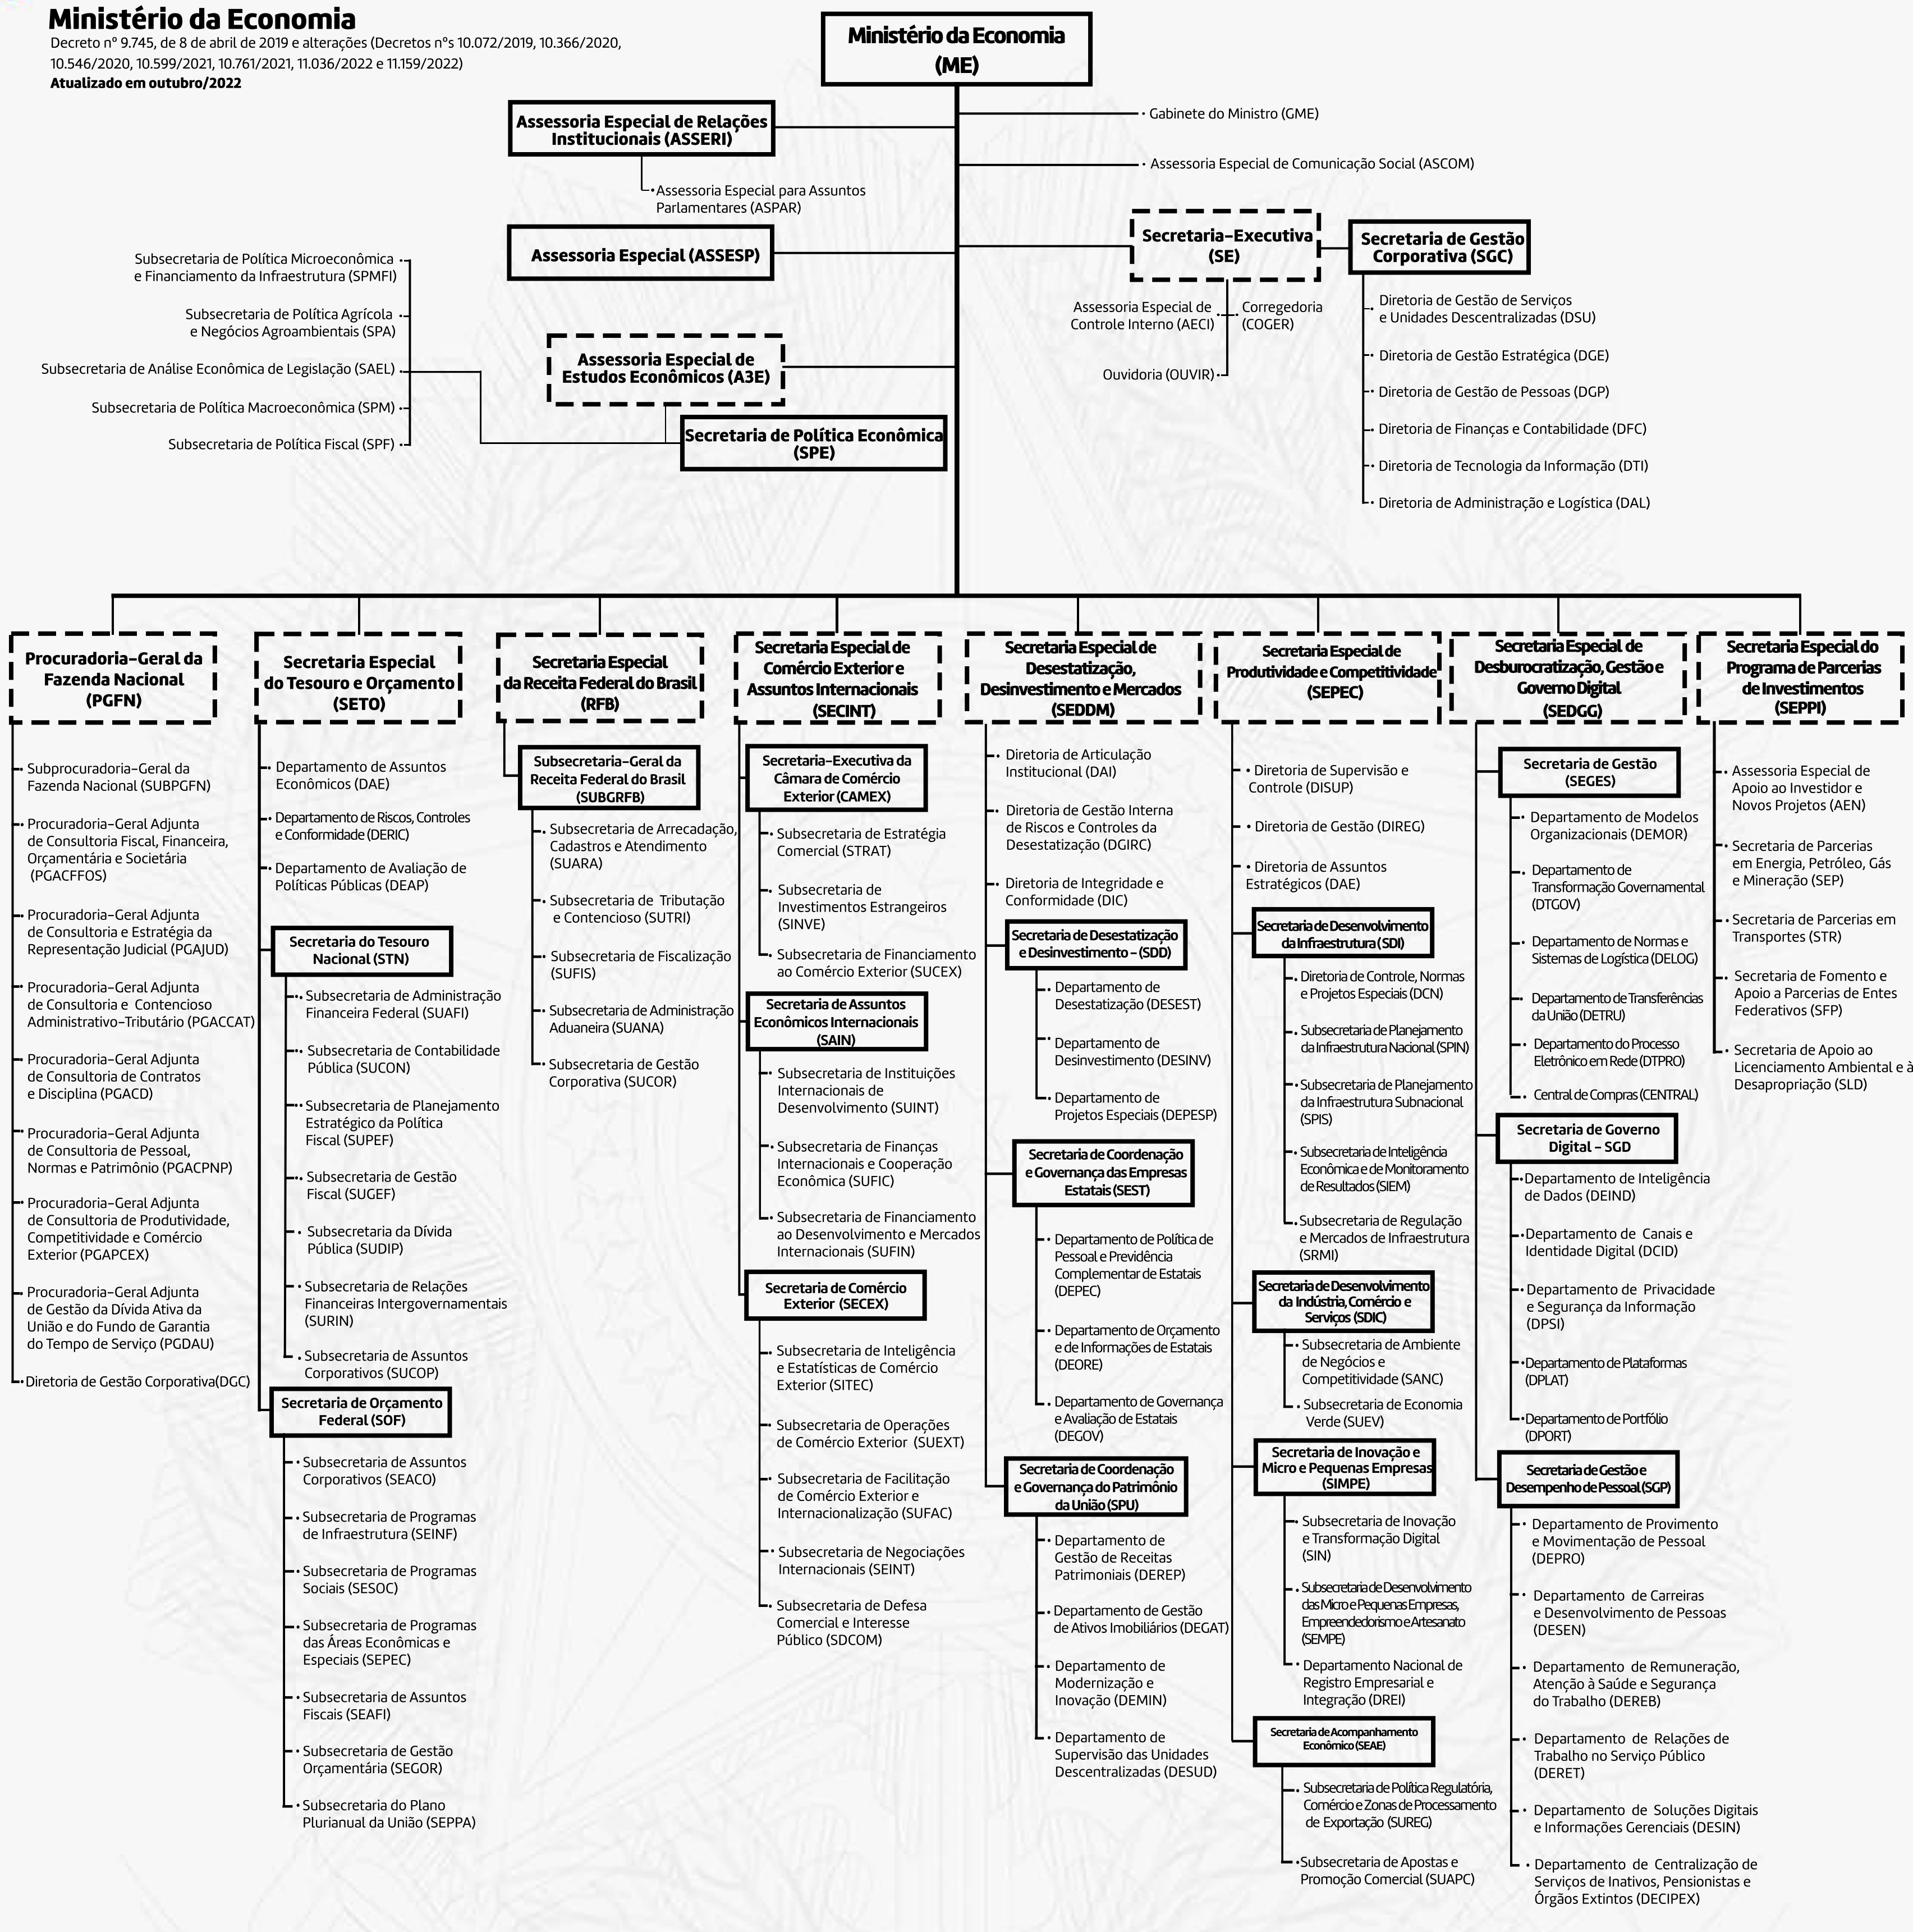 Ministério da Economia
Decreto nº 9.745, de 8 de abril de 2019 e alterações (Decretos nºs 10.072/2019, 10.366/2020,
10.546/2020, 10.599/2021, 10.761/2021, 11.036/2022 e 11.159/2022)
Atualizado em outubro/2022
Ministério da Economia
(ME)
Gabinete do Ministro (GME)
Assessoria Especial de Comunicação Social (ASCOM)
Assessoria Especial de Relações
Institucionais (ASSERI)
Assessoria Especial para Assuntos
Parlamentares (ASPAR)
Assessoria Especial (ASSESP)
Secretaria-Executiva
(SE)
Assessoria Especial de
Controle Interno (AECI)
Corregedoria
(COGER)
Ouvidoria (OUVIR)
Secretaria de Gestão
Corporativa (SGC)
Diretoria de Gestão de Serviços
e Unidades Descentralizadas (DSU)
Diretoria de Gestão Estratégica (DGE)
Diretoria de Gestão de Pessoas (DGP)
Diretoria de Finanças e Contabilidade (DFC)
Diretoria de Tecnologia da Informação (DTI)
Diretoria de Administração e Logística (DAL)
Assessoria Especial de
Estudos Econômicos (A3E)
Secretaria de Política Econômica
(SPE)
Subsecretaria de Política Microeconômica
e Financiamento da Infraestrutura (SPMFI)
Subsecretaria de Política Agrícola
e Negócios Agroambientais (SPA)
Subsecretaria de Análise Econômica de Legislação (SAEL)
Subsecretaria de Política Macroeconômica (SPM)
Subsecretaria de Política Fiscal (SPF)
Procuradoria-Geral da
Fazenda Nacional
(PGFN)
Subprocuradoria-Geral da
Fazenda Nacional (SUBPGFN)
Procuradoria-Geral Adjunta
de Consultoria Fiscal, Financeira,
Orçamentária e Societária
(PGACFFOS)
Procuradoria-Geral Adjunta
de Consultoria e Estratégia da
Representação Judicial (PGAJUD)
Procuradoria-Geral Adjunta
de Consultoria e Contencioso
Administrativo-Tributário (PGACCAT)
Procuradoria-Geral Adjunta
de Consultoria de Contratos
e Disciplina (PGACD)
Procuradoria-Geral Adjunta
de Consultoria de Pessoal,
Normas e Patrimônio (PGACPNP)
Procuradoria-Geral Adjunta
de Consultoria de Produtividade,
Competitividade e Comércio
Exterior (PGAPCEX)
Procuradoria-Geral Adjunta
de Gestão da Dívida Ativa da
União e do Fundo de Garantia
do Tempo de Serviço (PGDAU)
Diretoria de Gestão Corporativa(DGC)
Secretaria Especial
do Tesouro e Orçamento
(SETO)
Departamento de Assuntos
Econômicos (DAE)
Departamento de Riscos, Controles
e Conformidade (DERIC)
Departamento de Avaliação de
Políticas Públicas (DEAP)
Secretaria do Tesouro
Nacional (STN)
Subsecretaria de Administração
Financeira Federal (SUAFI)
Subsecretaria de Contabilidade
Pública (SUCON)
Subsecretaria de Planejamento
Estratégico da Política
Fiscal (SUPEF)
Subsecretaria de Gestão
Fiscal (SUGEF)
Subsecretaria da Dívida
Pública (SUDIP)
Subsecretaria de Relações
Financeiras Intergovernamentais
(SURIN)
Subsecretaria de Assuntos
Corporativos (SUCOP)
Secretaria de Orçamento
Federal (SOF)
Subsecretaria de Assuntos
Corporativos (SEACO)
Subsecretaria de Programas
de Infraestrutura (SEINF)
Subsecretaria de Programas
Sociais (SESOC)
Subsecretaria de Programas
das Áreas Econômicas e
Especiais (SEPEC)
Subsecretaria de Assuntos
Fiscais (SEAFI)
Subsecretaria de Gestão
Orçamentária (SEGOR)
Subsecretaria do Plano
Plurianual da União (SEPPA)
Secretaria Especial
da Receita Federal do Brasil
(RFB)
Subsecretaria-Geral da
Receita Federal do Brasil
(SUBGRFB)
Subsecretaria de Arrecadação,
Cadastros e Atendimento
(SUARA)
Subsecretaria de Tributação
e Contencioso (SUTRI)
Subsecretaria de Fiscalização
(SUFIS)
Subsecretaria de Administração
Aduaneira (SUANA)
Subsecretaria de Gestão
Corporativa (SUCOR)
Secretaria Especial de
Comércio Exterior e
Assuntos Internacionais
(SECINT)
Secretaria-Executiva da
Câmara de Comércio
Exterior (CAMEX)
Subsecretaria de Estratégia
Comercial (STRAT)
Subsecretaria de
Investimentos Estrangeiros
(SINVE)
Subsecretaria de Financiamento
ao Comércio Exterior (SUCEX)
Secretaria de Assuntos
Econômicos Internacionais
(SAIN)
Subsecretaria de Instituições
Internacionais de
Desenvolvimento (SUINT)
Subsecretaria de Finanças
Internacionais e Cooperação
Econômica (SUFIC)
Subsecretaria de Financiamento
ao Desenvolvimento e Mercados
Internacionais (SUFIN)
Secretaria de Comércio
Exterior (SECEX)
Subsecretaria de Inteligência
e Estatísticas de Comércio
Exterior (SITEC)
Subsecretaria de Operações
de Comércio Exterior (SUEXT)
Subsecretaria de Facilitação
de Comércio Exterior e
Internacionalização (SUFAC)
Subsecretaria de Negociações
Internacionais (SEINT)
Subsecretaria de Defesa
Comercial e Interesse
Público (SDCOM)
Secretaria Especial de
Desestatização,
Desinvestimento e Mercados
(SEDDM)
Diretoria de Articulação
Institucional (DAI)
Diretoria de Gestão Interna
de Riscos e Controles da
Desestatização (DGIRC)
Diretoria de Integridade e
Conformidade (DIC)
Secretaria de Desestatização
e Desinvestimento - (SDD)
Departamento de
Desestatização (DESEST)
Departamento de
Desinvestimento (DESINV)
Departamento de
Projetos Especiais (DEPESP)
Secretaria de Coordenação
e Governança das Empresas
Estatais (SEST)
Departamento de Política de
Pessoal e Previdência
Complementar de Estatais
(DEPEC)
Departamento de Orçamento
e de Informações de Estatais
(DEORE)
Departamento de Governança
e Avaliação de Estatais
(DEGOV)
Secretaria de Coordenação
e Governança do Patrimônio
da União (SPU)
Departamento de
Gestão de Receitas
Patrimoniais (DEREP)
Departamento de Gestão
de Ativos Imobiliários (DEGAT)
Departamento de
Modernização e
Inovação (DEMIN)
Departamento de
Supervisão das Unidades
Descentralizadas (DESUD)
Secretaria Especial de
Produtividade e Competitividade
(SEPEC)
Diretoria de Supervisão e
Controle (DISUP)
Diretoria de Gestão (DIREG)
Diretoria de Assuntos
Estratégicos (DAE)
Secretaria de Desenvolvimento
da Infraestrutura (SDI)
Diretoria de Controle, Normas
e Projetos Especiais (DCN)
Subsecretaria de Planejamento
da Infraestrutura Nacional (SPIN)
Subsecretaria de Planejamento
da Infraestrutura Subnacional
(SPIS)
Subsecretaria de Inteligência
Econômica e de Monitoramento
de Resultados (SIEM)
Subsecretaria de Regulação
e Mercados de Infraestrutura
(SRMI)
Secretaria de Desenvolvimento
da Indústria, Comércio e
Serviços (SDIC)
Subsecretaria de Ambiente
de Negócios e
Competitividade (SANC)
Subsecretaria de Economia
Verde (SUEV)
Secretaria de Inovação e
Micro e Pequenas Empresas
(SIMPE)
Subsecretaria de Inovação
e Transformação Digital
(SIN)
Subsecretaria de Desenvolvimento
das Micro e Pequenas Empresas,
Empreendedorismo e Artesanato
(SEMPE)
Departamento Nacional de
Registro Empresarial e
Integração (DREI)
Secretaria de Acompanhamento
Econômico (SEAE)
Subsecretaria de Política Regulatória,
Comércio e Zonas de Processamento
de Exportação (SUREG)
Subsecretaria de Apostas e
Promoção Comercial (SUAPC)
Secretaria Especial de
Desburocratização, Gestão e
Governo Digital
(SEDGG)
Secretaria de Gestão
(SEGES)
Departamento de Modelos
Organizacionais (DEMOR)
Departamento de
Transformação Governamental
(DTGOV)
Departamento de Normas e
Sistemas de Logística (DELOG)
Departamento de Transferências
da União (DETRU)
Departamento do Processo
Eletrônico em Rede (DTPRO)
Central de Compras (CENTRAL)
Secretaria de Governo
Digital - SGD
Departamento de Inteligência
de Dados (DEIND)
Departamento de Canais e
Identidade Digital (DCID)
Departamento de Privacidade
e Segurança da Informação
(DPSI)
Departamento de Plataformas
(DPLAT)
Departamento de Portfólio
(DPORT)
Secretaria de Gestão e
Desempenho de Pessoal (SGP)
Departamento de Provimento
e Movimentação de Pessoal
(DEPRO)
Departamento de Carreiras
e Desenvolvimento de Pessoas
(DESEN)
Departamento de Remuneração,
Atenção à Saúde e Segurança
do Trabalho (DEREB)
Departamento de Relações de
Trabalho no Serviço Público
(DERET)
Departamento de Soluções Digitais
e Informações Gerenciais (DESIN)
Departamento de Centralização de
Serviços de Inativos, Pensionistas e
Órgãos Extintos (DECIPEX)
Secretaria Especial do
Programa de Parcerias
de Investimentos
(SEPPI)
Assessoria Especial de
Apoio ao Investidor e
Novos Projetos (AEN)
Secretaria de Parcerias
em Energia, Petróleo, Gás
e Mineração (SEP)
Secretaria de Parcerias em
Transportes (STR)
Secretaria de Fomento e
Apoio a Parcerias de Entes
Federativos (SFP)
Secretaria de Apoio ao
Licenciamento Ambiental e à
Desapropriação (SLD)